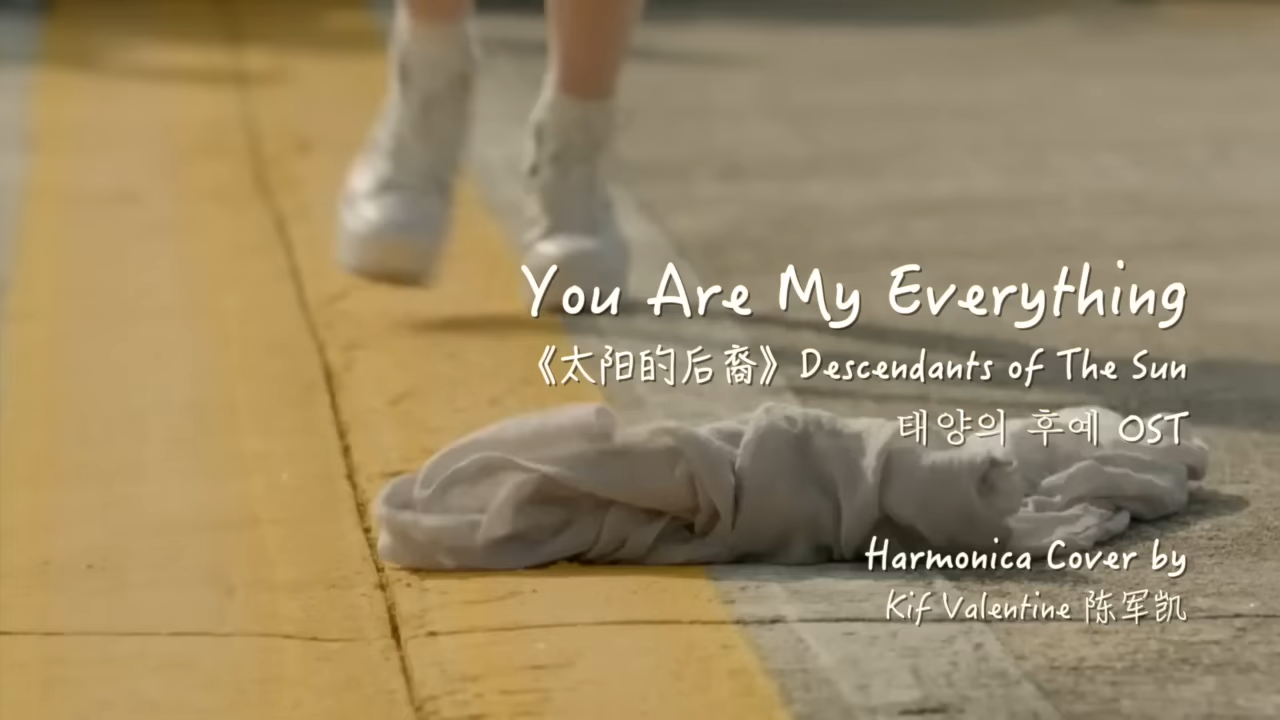 You Are My Everything
《太阳的后裔》Descendants of The Sun
태양의 후예 OST
Harmonica Cover by
Kif Valentine 陈军凯